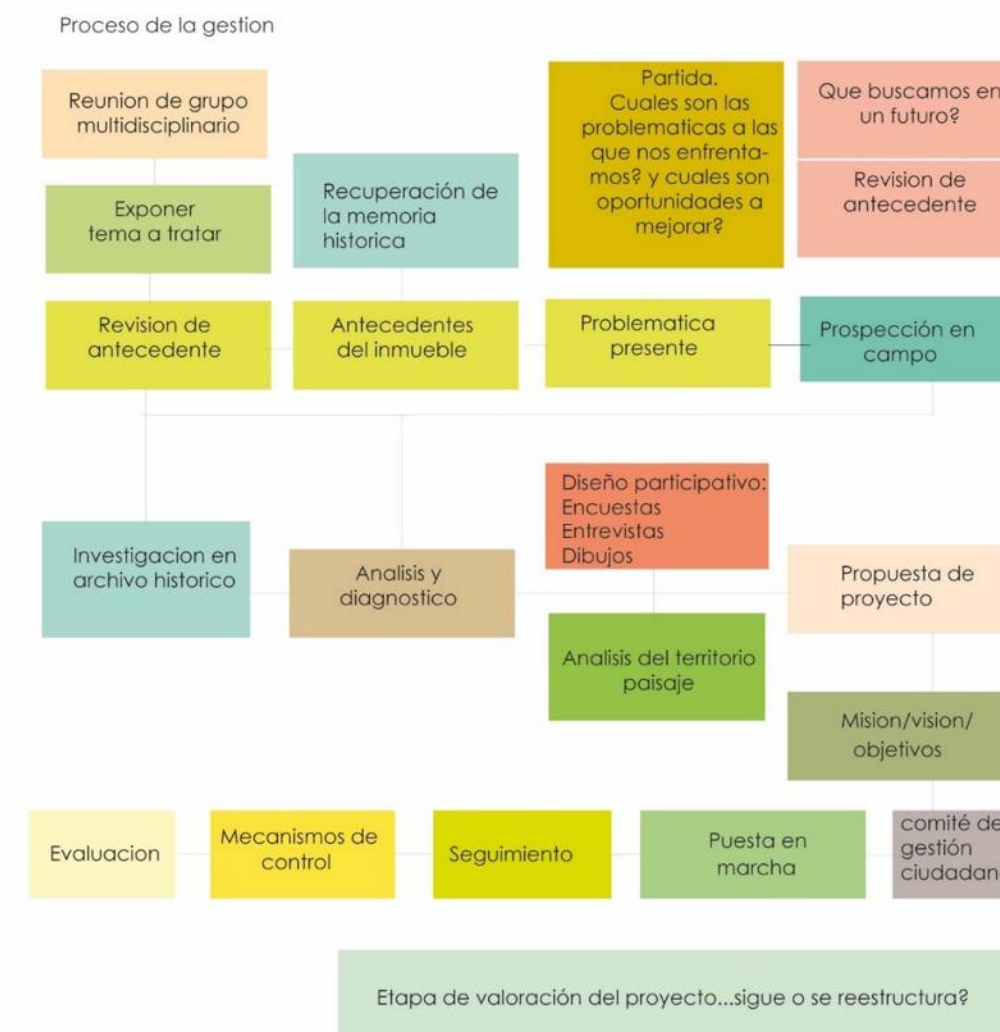 Proceso de la gestion
Reunion de grupo
multidisciplinario
Exponer
tema a tratar
Recuperación de
la memoria
historica
Partida.
Cuales son las
problematicas a las
que nos enfrenta-
mos? y cuales son
oportunidades a
mejorar?
Que buscamos en
un futuro?
Revision de
antecedente
Revision de
antecedente
Antecedentes
del inmueble
Problematica
presente
Prospección en
campo
Investigacion en
archivo historico
Analisis y
diagnostico
Diseño participativo:
Encuestas
Entrevistas
Dibujos
Analisis del territorio
paisaje
Propuesta de
proyecto
Mision/vision/
objetivos
Evaluacion
Mecanismos de
control
Seguimiento
Puesta en
marcha
comité de
gestión
ciudadan
Etapa de valoración del proyecto...sigue o se reestructura?